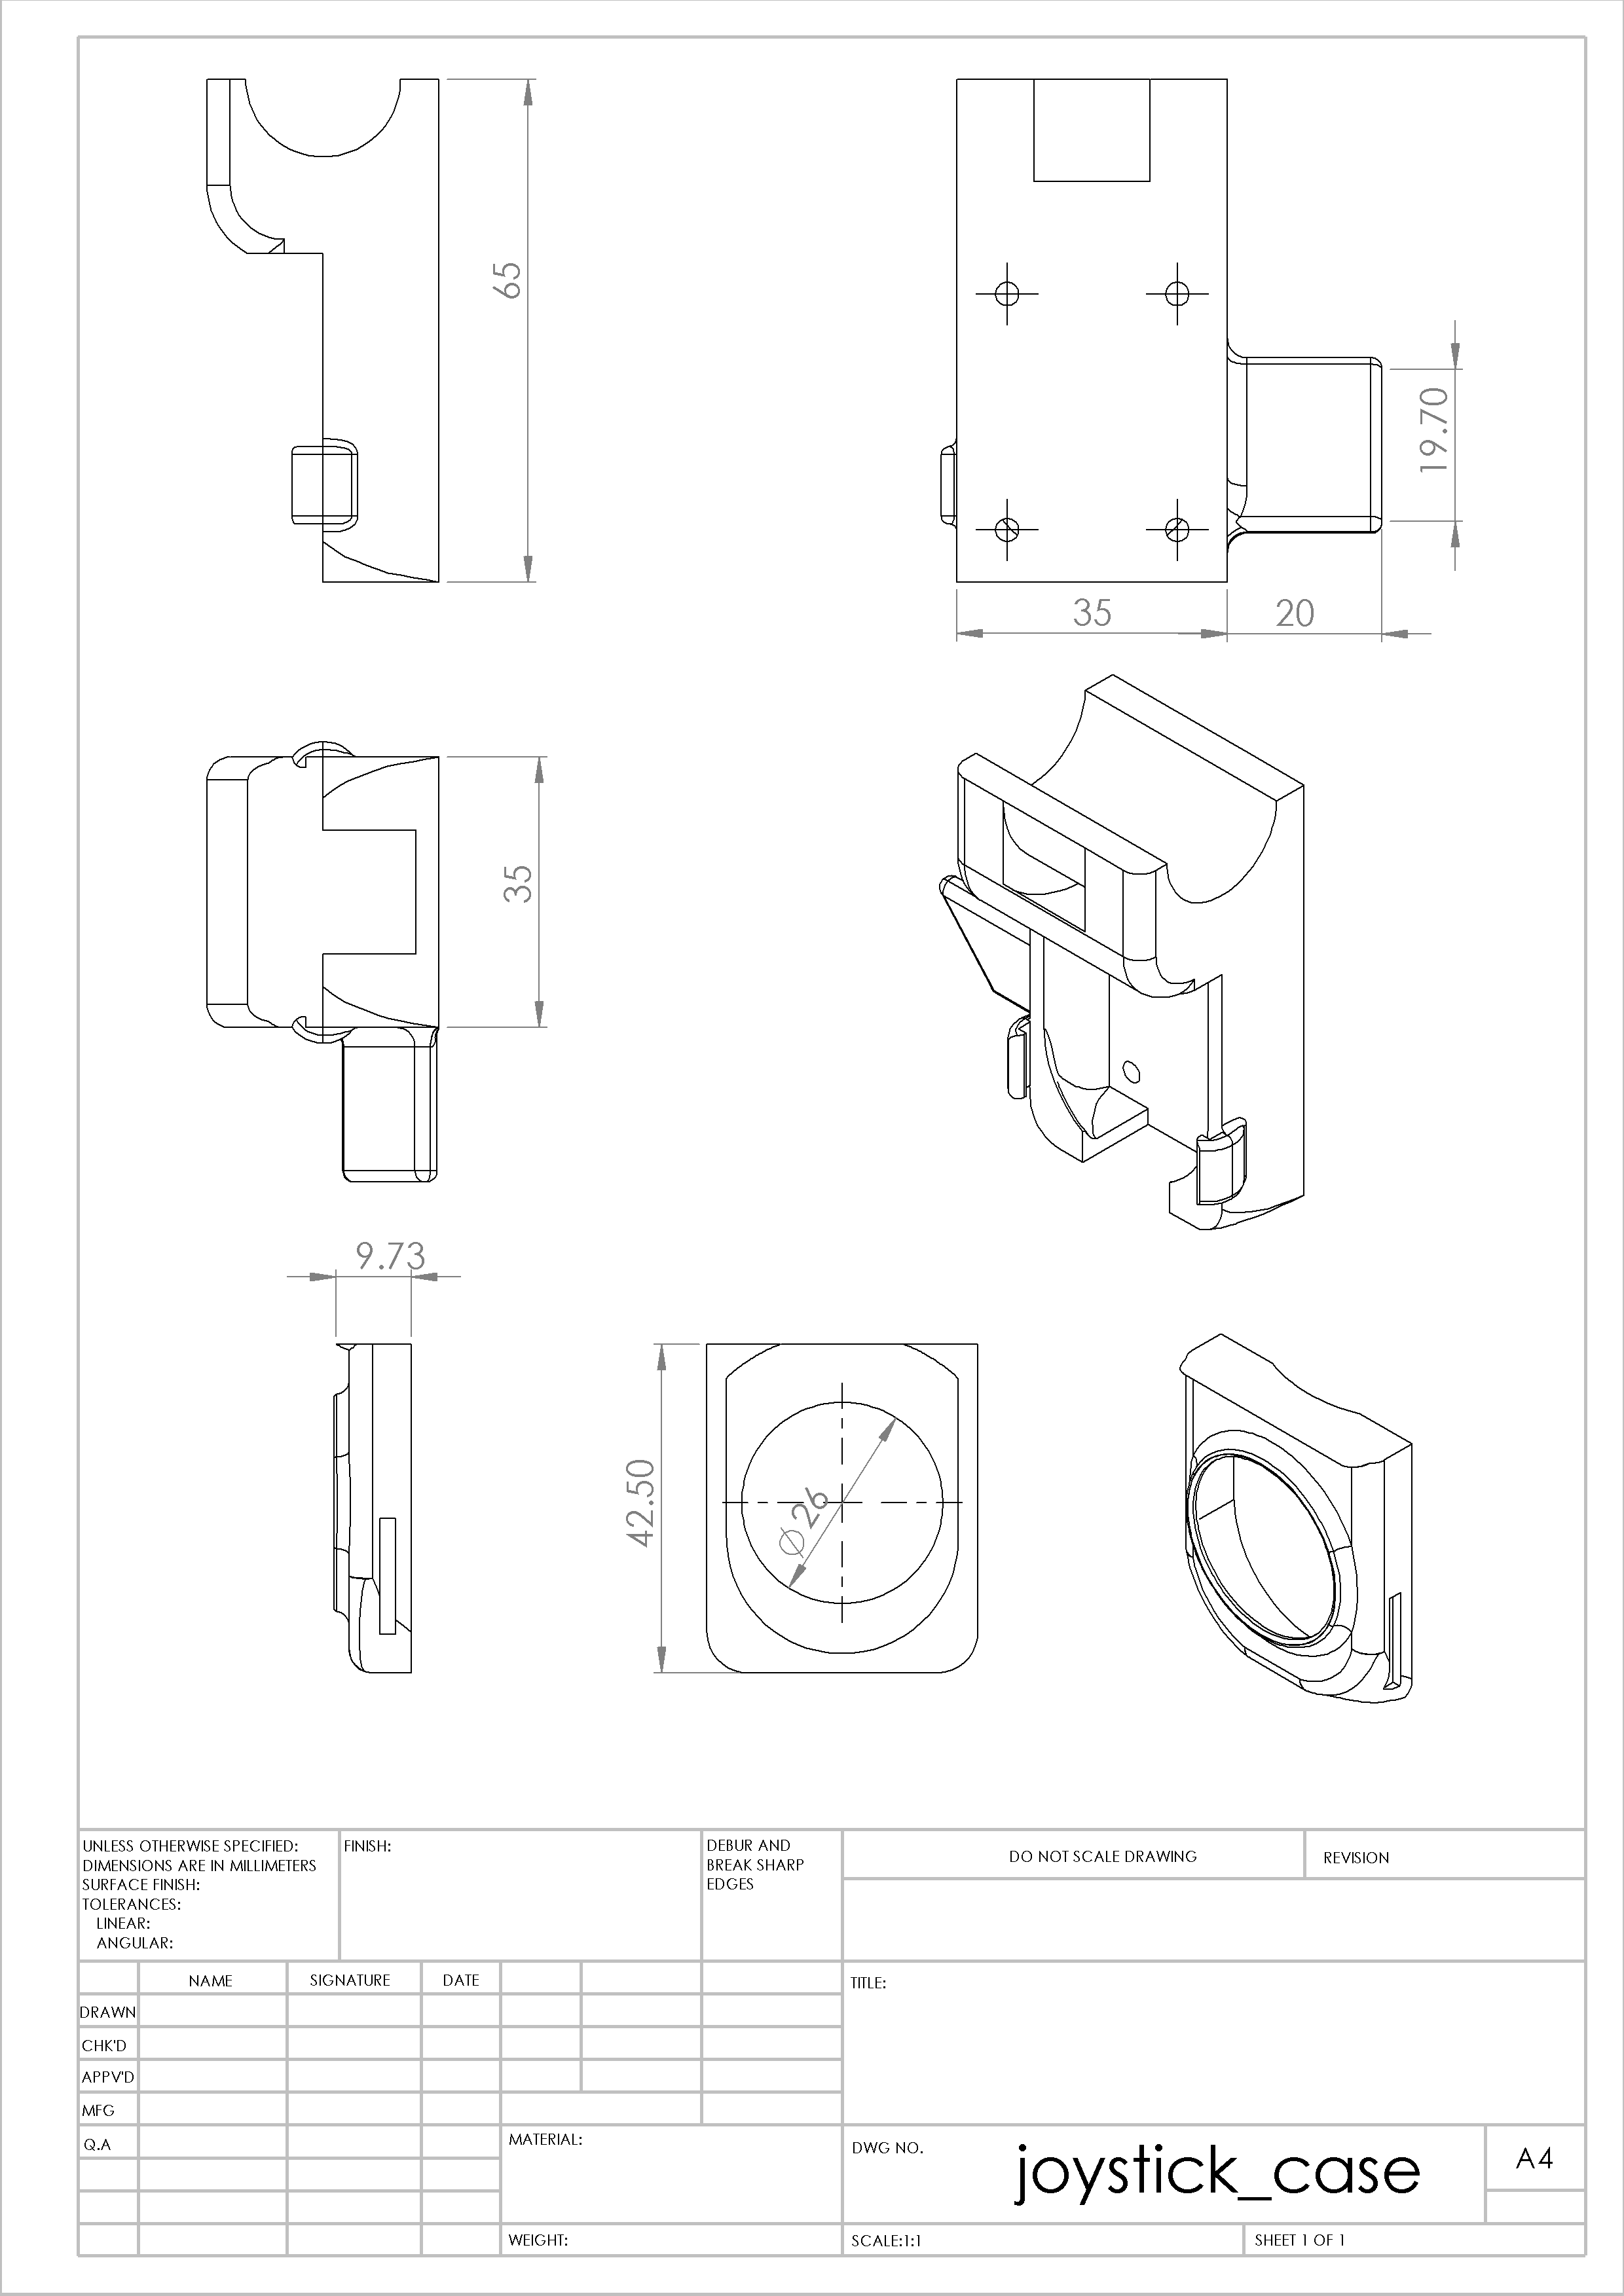 65
19.70
35
20
35
9.73
42.50
∅26
UNLESS OTHERWISE SPECIFIED:
DIMENSIONS ARE IN MILLIMETERS
SURFACE FINISH:
TOLERANCES:
LINEAR:
ANGULAR:
FINISH:
DEBUR AND
BREAK SHARP
EDGES
DO NOT SCALE DRAWING
REVISION
NAME
SIGNATURE
DATE
TITLE:
DRAWN
CHK'D
APPV'D
MFG
Q.A
MATERIAL:
DWG NO.
joystick_case
A4
WEIGHT:
SCALE:1:1
SHEET 1 OF 1